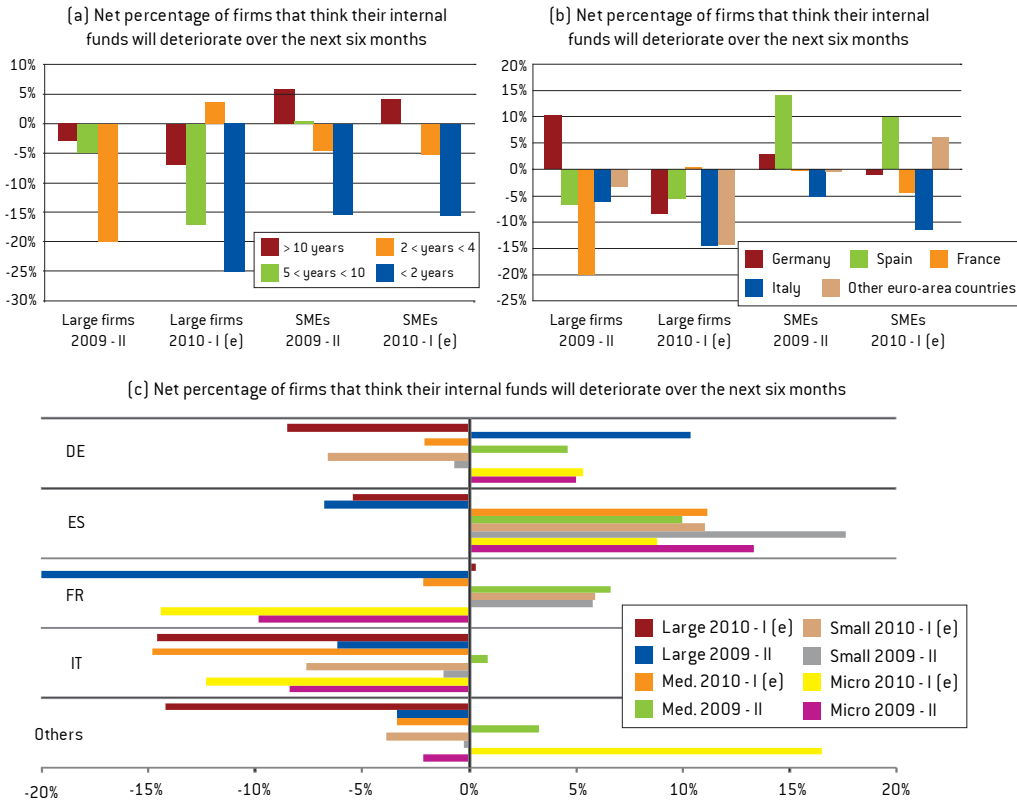 (a) Net percentage of firms that think their internal
funds will deteriorate over the next six months
10%
5%
0%
-5%
-10%
-15%
-20%
-25%
-30%
> 10 years
2 < years < 4
5 < years < 10
< 2 years
Large firms
2009 - II
Large firms
2010 - I (e)
SMEs
2009 - II
SMEs
2010 - I (e)
(b) Net percentage of firms that think their internal
funds will deteriorate over the next six months
20%
15%
10%
5%
0%
-5%
-10%
-15%
-20%
-25%
Germany
Spain
France
Italy
Other euro-area countries
Large firms
2009 - II
Large firms
2010 - I (e)
SMEs
2009 - II
SMEs
2010 - I (e)
(c) Net percentage of firms that think their internal funds will deteriorate over the next six months
DE
ES
FR
IT
Others
Large 2010 - I (e)
Small 2010 - I (e)
Large 2009 - II
Small 2009 - II
Med. 2010 - I (e)
Micro 2010 - I (e)
Med. 2009 - II
Micro 2009 - II
-20%
-15%
-10%
-5%
0%
5%
10%
15%
20%